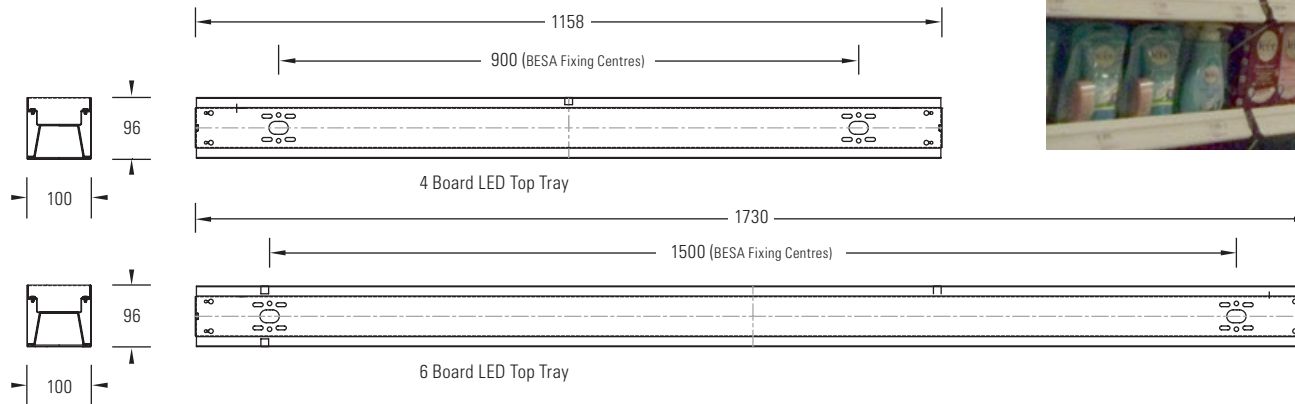 1158
900 (BESA Fixing Centres)
96
100
4 Board LED Top Tray
1730
1500 (BESA Fixing Centres)
96
100
6 Board LED Top Tray